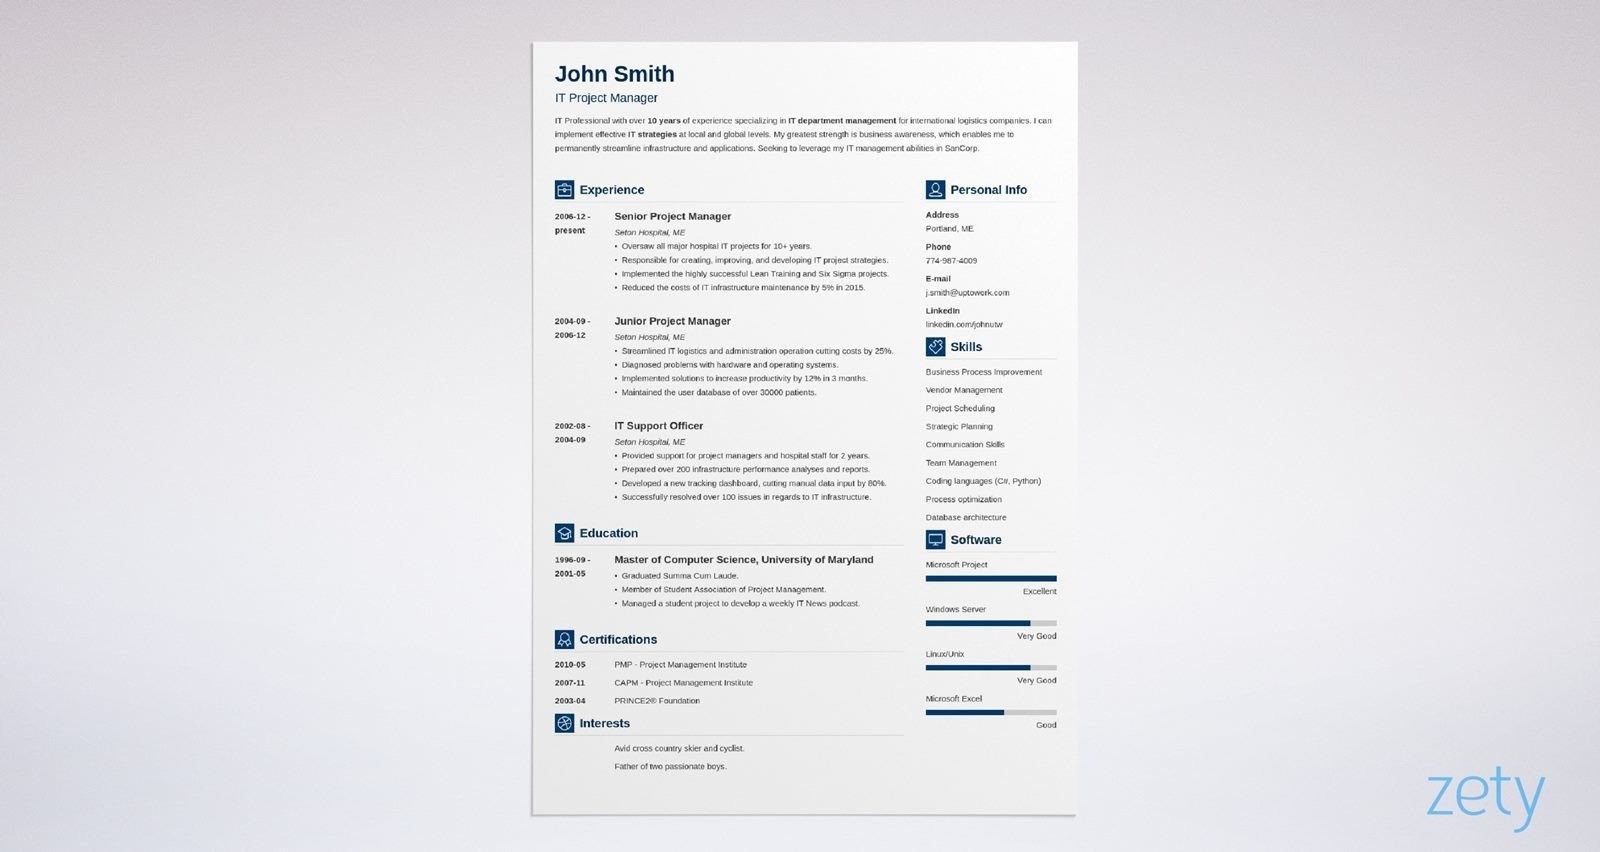 John Smith
IT Project Manager
IT Professional with over 10 years of experience specializing in IT department management for international logistics companies. I can
implement effective IT strategies at local and global levels. My greatest strength is business awareness, which enables me to
permanently streamline infrastructure and applications. Seeking to leverage my IT management abilities in SanCorp.
Experience
2006-12 -
present
Senior Project Manager
Seton Hospital, ME
• Oversaw all major hospital IT projects for 10+ years.
• Responsible for creating, improving, and developing IT project strategies.
• Implemented the highly successful Lean Training and Six Sigma projects.
• Reduced the costs of IT infrastructure maintenance by 5% in 2015.
2004-09 -
2006-12
Junior Project Manager
Seton Hospital, ME
• Streamlined IT logistics and administration operation cutting costs by 25%.
• Diagnosed problems with hardware and operating systems.
• Implemented solutions to increase productivity by 12% in 3 months.
• Maintained the user database of over 30000 patients.
2002-08 -
2004-09
IT Support Officer
Seton Hospital, ME
• Provided support for project managers and hospital staff for 2 years.
• Prepared over 200 infrastructure performance analyses and reports.
• Developed a new tracking dashboard, cutting manual data input by 80%.
• Successfully resolved over 100 issues in regards to IT infrastructure.
Education
1996-09 -
2001-05
Master of Computer Science, University of Maryland
• Graduated Summa Cum Laude.
• Member of Student Association of Project Management.
• Managed a student project to develop a weekly IT News podcast.
Certifications
2010-05 PMP - Project Management Institute
2007-11 CAPM - Project Management Institute
2003-04 PRINCE2® Foundation
Interests
Avid cross country skier and cyclist.
Father of two passionate boys.
Personal Info
Address
Portland, ME
Phone
774-987-4009
E-mail
j.smith@uptowork.com
LinkedIn
linkedin.com/johnutw
Skills
Business Process Improvement
Vendor Management
Project Scheduling
Strategic Planning
Communication Skills
Team Management
Coding languages (C#, Python)
Process optimization
Database architecture
Software
Microsoft Project
Excellent
Windows Server
Very Good
Linux/Unix
Very Good
Microsoft Excel
Good
zety